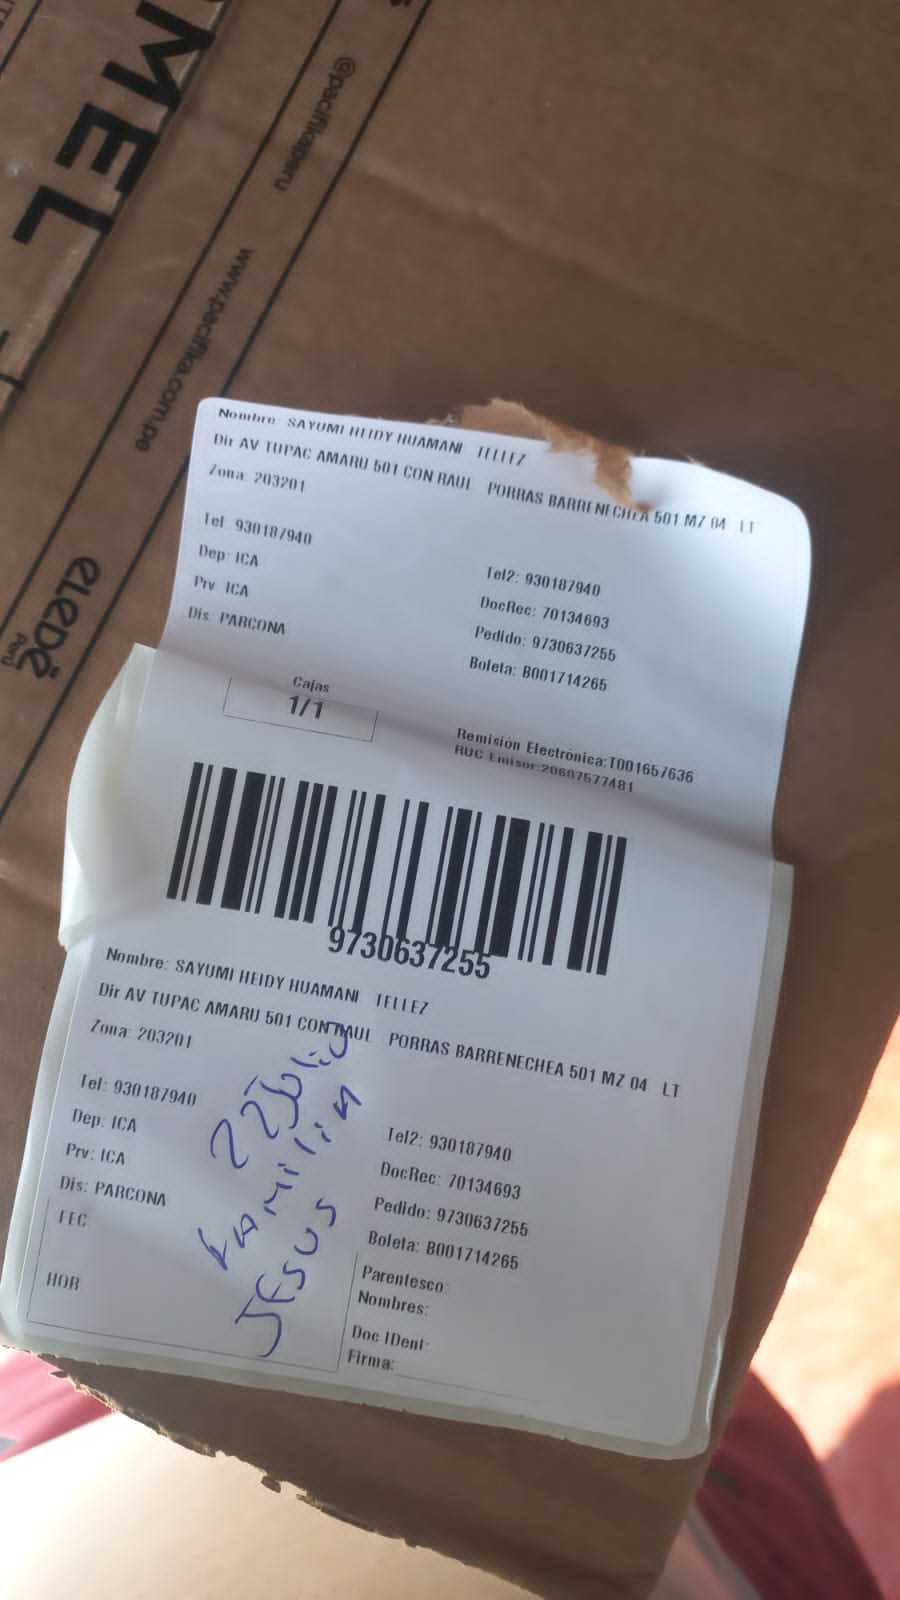 MEL
@pacifikaperu
www.pacifika.com.pe
eLeDé
Perú
Nombre: SAYUMI HEIDY HUAMANI TELLEZ
Dir AV TUPAC AMARU 501 CON RAUL PORRAS BARRENECHEA 501 MZ 04 LT
Zona: 203201
Tel: 930187940
Dep: ICA
Tel2: 930187940
Prv: ICA
DocRec: 70134693
Dis: PARCONA
Pedido: 9730637255
Boleta: B001714265
Cajas
1/1
Remisión Electrónica:T001657636
RUC Emisor:20607577481
9730637255
Nombre: SAYUMI HEIDY HUAMANI TELLEZ
Dir AV TUPAC AMARU 501 CON RAUL PORRAS BARRENECHEA 501 MZ 04 LT
Zona: 203201
Tel: 930187940
Dep: ICA
Tel2: 930187940
Prv: ICA
DocRec: 70134693
Dis: PARCONA
Pedido: 9730637255
FEC
Boleta: B001714265
HOR
Parentesco:
Nombres:
Doc IDent:
Firma:
22 Julio
JESUS